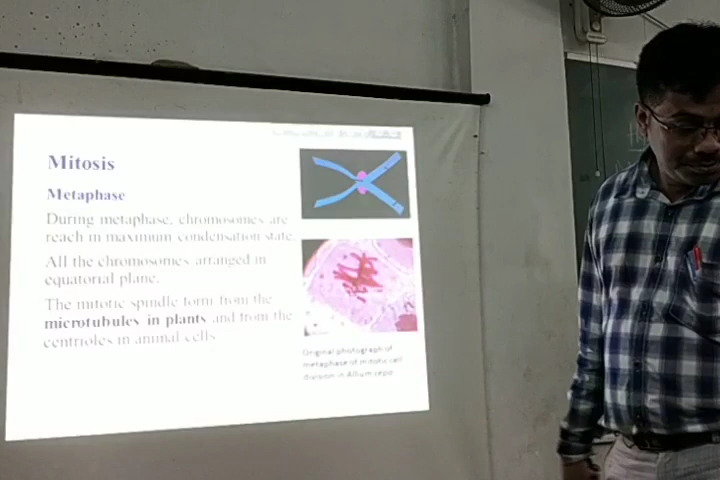 Mitosis
Metaphase
During metaphase, chromosomes are
reach in maximum condensation state.
All the chromosomes arranged in
equatorial plane.
The mitotic spindle form from the
microtubules in plants and from the
centrioles in animal cells
Original photograph of
metaphase of mitotic cell
division in Allium cepa